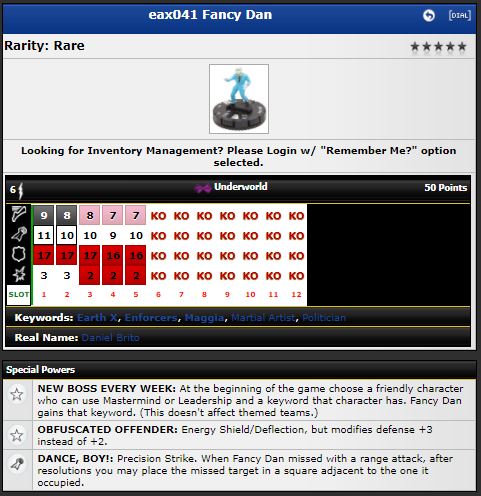 eax041 Fancy Dan
[DIAL]
Rarity: Rare
Looking for Inventory Management? Please Login w/ "Remember Me?" option
selected.
6 Underworld 50 Points
9 8 8 7 7 KO KO KO KO KO KO KO
11 10 10 9 10 KO KO KO KO KO KO KO
17 17 17 16 16 KO KO KO KO KO KO KO
3 3 2 2 2 KO KO KO KO KO KO KO
SLOT 1 2 3 4 5 6 7 8 9 10 11 12
Keywords: Earth X, Enforcers, Maggia, Martial Artist, Politician
Real Name: Daniel Brito
Special Powers
NEW BOSS EVERY WEEK: At the beginning of the game choose a friendly character
who can use Mastermind or Leadership and a keyword that character has. Fancy Dan
gains that keyword. (This doesn't affect themed teams.)
OBFUSCATED OFFENDER: Energy Shield/Deflection, but modifies defense +3
instead of +2.
DANCE, BOY!: Precision Strike. When Fancy Dan missed with a range attack, after
resolutions you may place the missed target in a square adjacent to the one it
occupied.